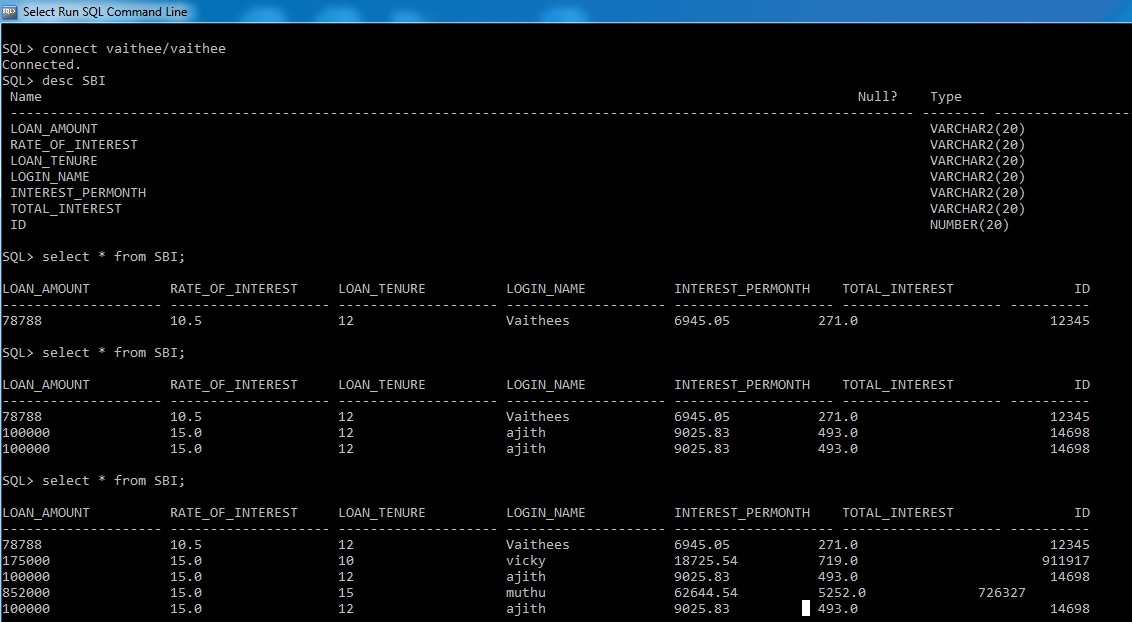 Select Run SQL Command Line
SQL> connect vaithee/vaithee
Connected.
SQL> desc SBI
Name Null? Type
LOAN_AMOUNT VARCHAR2(20)
RATE_OF_INTEREST VARCHAR2(20)
LOAN_TENURE VARCHAR2(20)
LOGIN_NAME VARCHAR2(20)
INTEREST_PERMONTH VARCHAR2(20)
TOTAL_INTEREST VARCHAR2(20)
ID NUMBER(20)
SQL> select * from SBI;
LOAN_AMOUNT RATE_OF_INTEREST LOAN_TENURE LOGIN_NAME INTEREST_PERMONTH TOTAL_INTEREST ID
78788 10.5 12 Vaithees 6945.05 271.0 12345
SQL> select * from SBI;
LOAN_AMOUNT RATE_OF_INTEREST LOAN_TENURE LOGIN_NAME INTEREST_PERMONTH TOTAL_INTEREST ID
78788 10.5 12 Vaithees 6945.05 271.0 12345
100000 15.0 12 ajith 9025.83 493.0 14698
100000 15.0 12 ajith 9025.83 493.0 14698
SQL> select * from SBI;
LOAN_AMOUNT RATE_OF_INTEREST LOAN_TENURE LOGIN_NAME INTEREST_PERMONTH TOTAL_INTEREST ID
78788 10.5 12 Vaithees 6945.05 271.0 12345
175000 15.0 10 vicky 18725.54 719.0 911917
100000 15.0 12 ajith 9025.83 493.0 14698
852000 15.0 15 muthu 62644.54 5252.0 726327
100000 15.0 12 ajith 9025.83 493.0 14698